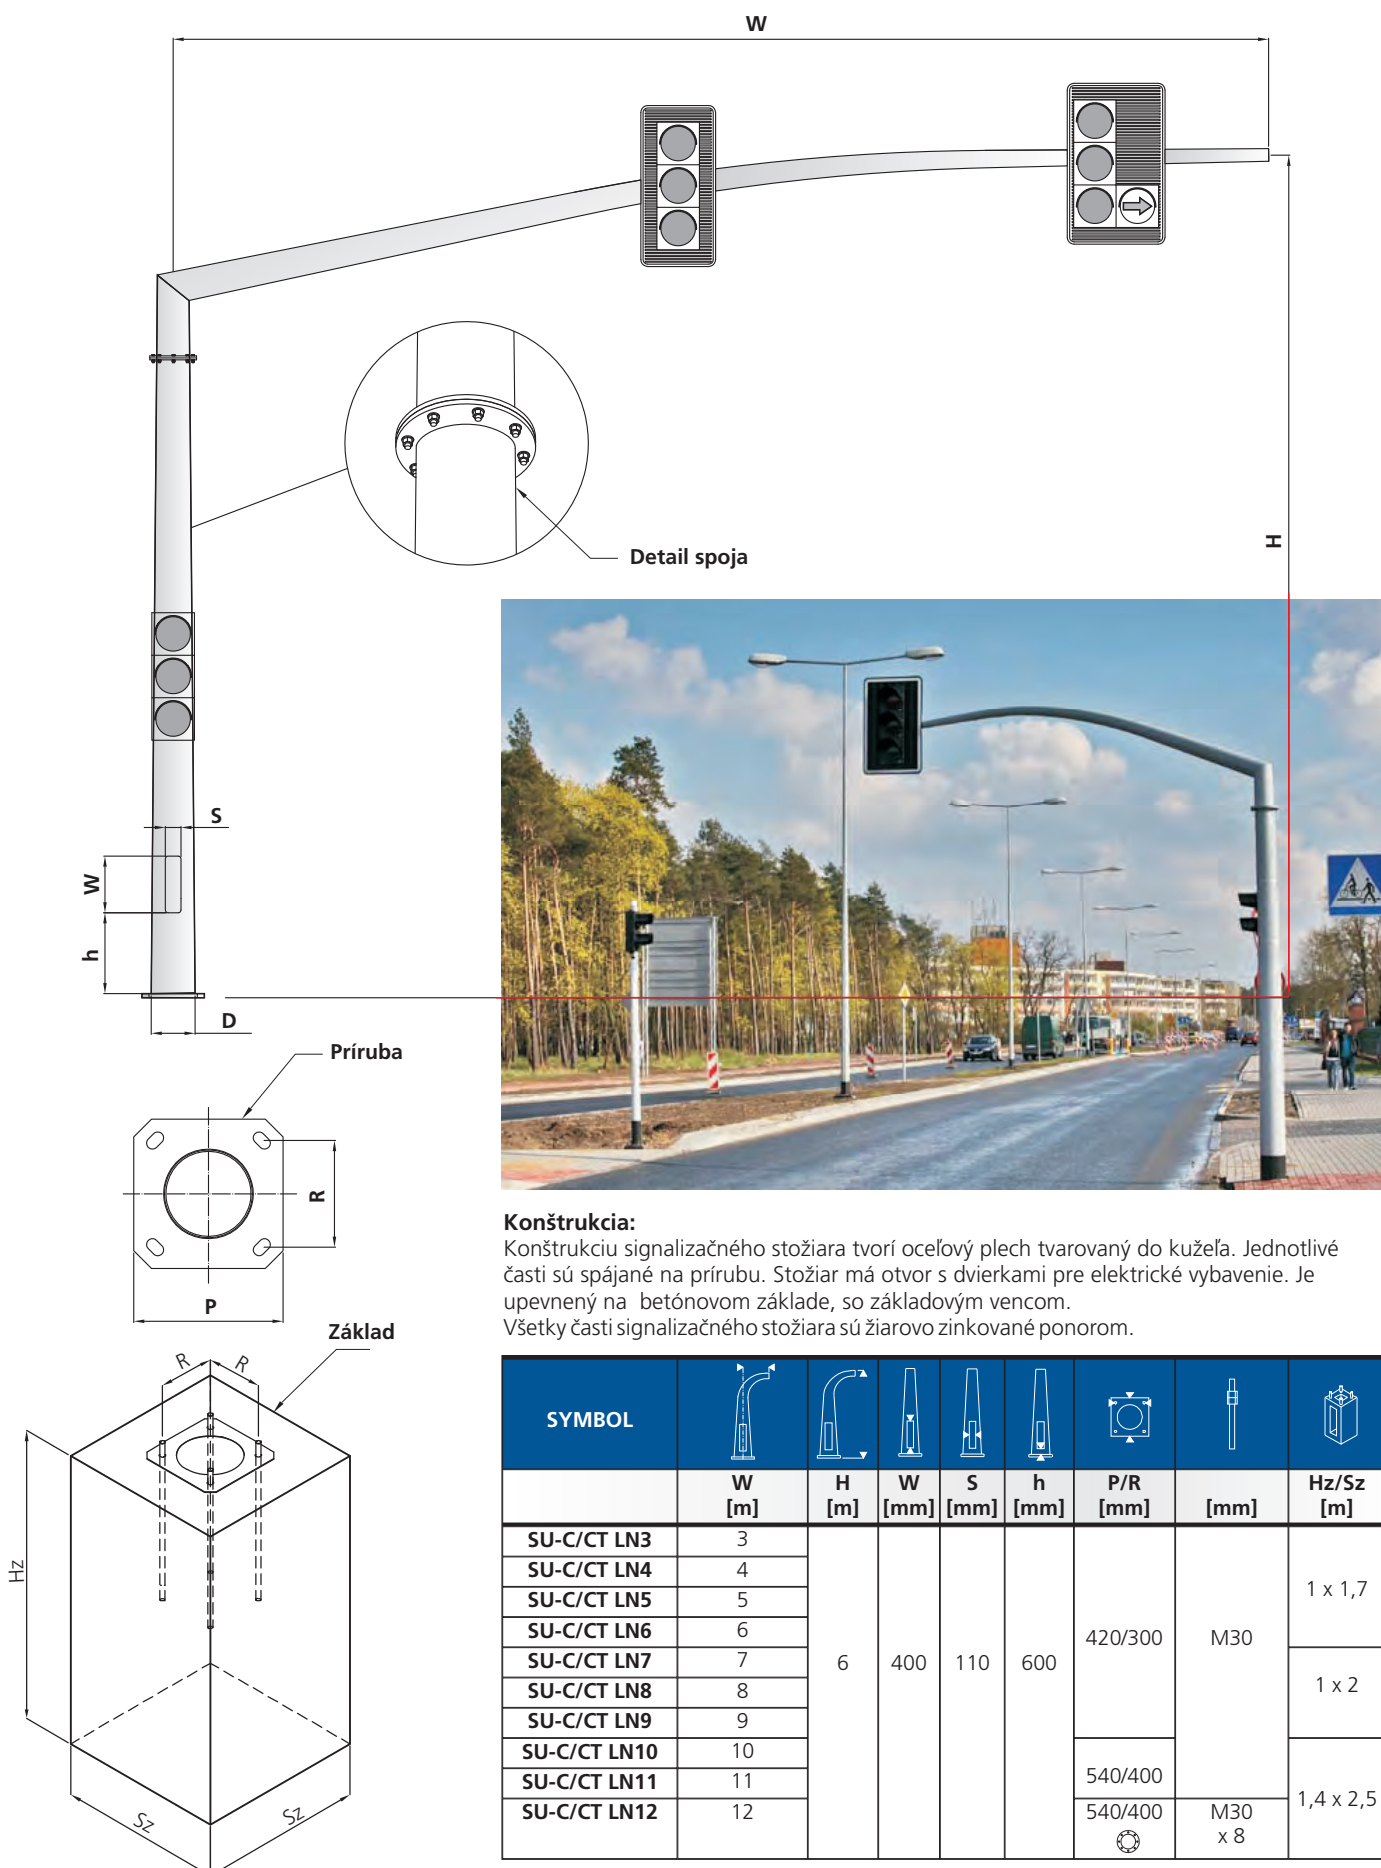 W
H
Detail spoja
S
W
h
D
Príruba
R
P
Základ
R
R
Hz
Sz
Sz
Konštrukcia:
Konštrukciu signalizačného stožiara tvorí oceľový plech tvarovaný do kužeľa. Jednotlivé
časti sú spájané na prírubu. Stožiar má otvor s dvierkami pre elektrické vybavenie. Je
upevnený na betónovom základe, so základovým vencom.
Všetky časti signalizačného stožiara sú žiarovo zinkované ponorom.
SYMBOL
W H W S h P/R Hz/Sz
[m] [m] [mm] [mm] [mm] [mm] [mm] [m]
SU-C/CT LN3 3
SU-C/CT LN4 4
SU-C/CT LN5 5 1 x 1,7
SU-C/CT LN6 6 420/300 M30
SU-C/CT LN7 7 6 400 110 600
SU-C/CT LN8 8 1 x 2
SU-C/CT LN9 9
SU-C/CT LN10 10
SU-C/CT LN11 11 540/400 1,4 x 2,5
SU-C/CT LN12 12 540/400 M30
x 8